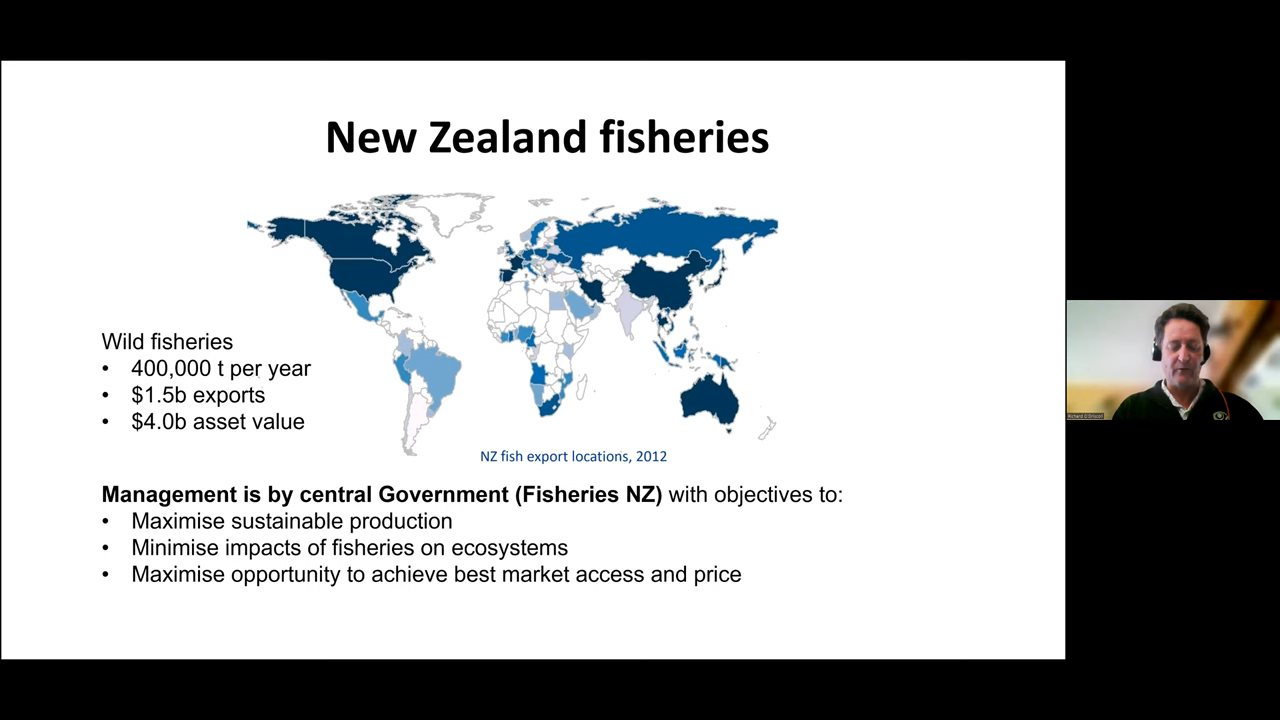 New Zealand fisheries
Wild fisheries
• 400,000 t per year
• $1.5b exports
• $4.0b asset value
NZ fish export locations, 2012
Management is by central Government (Fisheries NZ) with objectives to:
• Maximise sustainable production
• Minimise impacts of fisheries on ecosystems
• Maximise opportunity to achieve best market access and price
Richard O'Driscoll